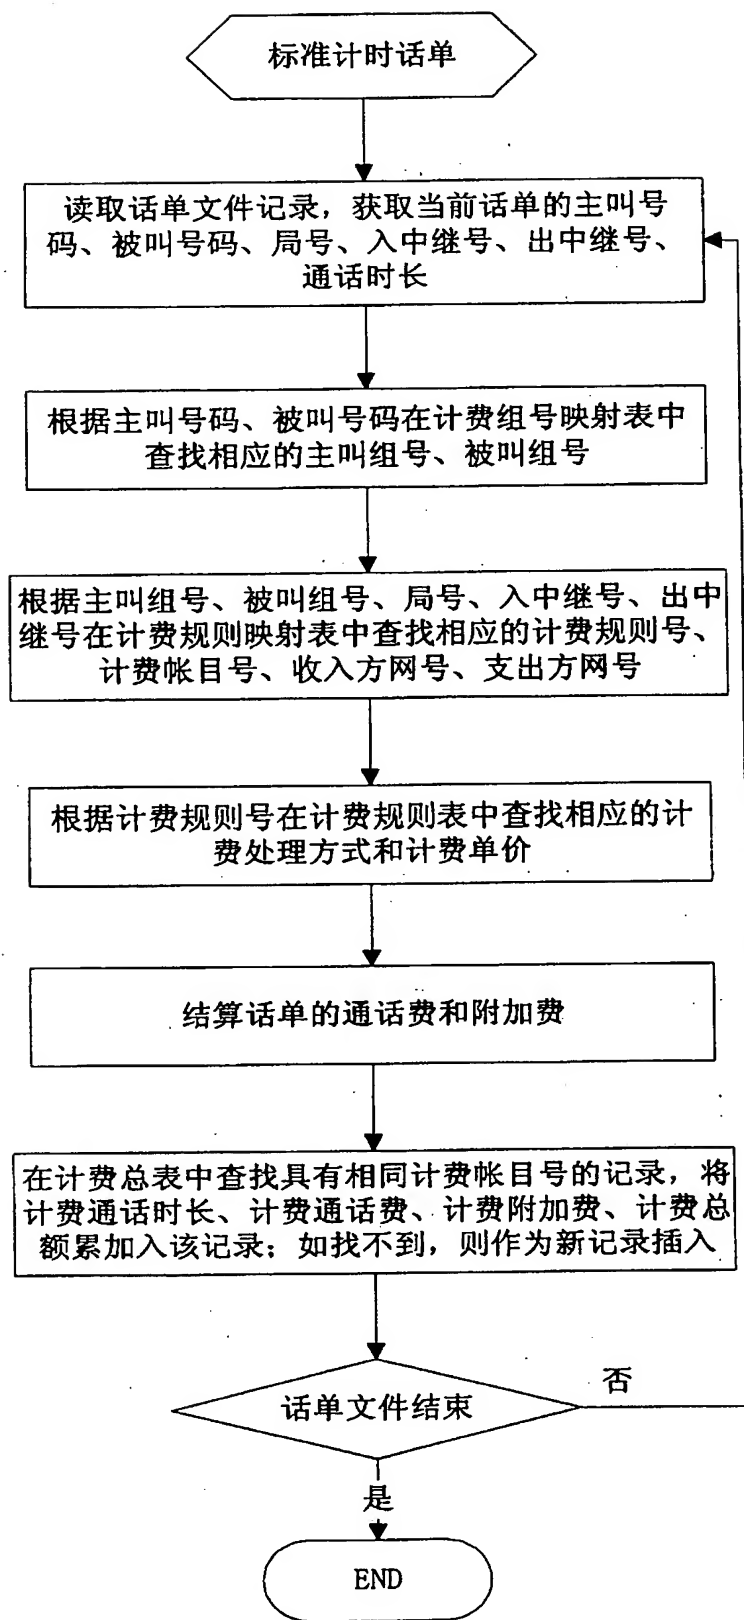 标准计时话单
读取话单文件记录，获取当前话单的主叫号
码、被叫号码、局号、入中继号、出中继号、
通话时长
根据主叫号码、被叫号码在计费组号映射表中
查找相应的主叫组号、被叫组号
根据主叫组号、被叫组号、局号、入中继号、出中
继号在计费规则映射表中查找相应的计费规则号、
计费帐目号、收入方网号、支出方网号
根据计费规则号在计费规则表中查找相应的计
费处理方式和计费单价
结算话单的通话费和附加费
在计费总表中查找具有相同计费帐目号的记录，将
计费通话时长、计费通话费、计费附加费、计费总
额累加入该记录；如找不到，则作为新记录插入
话单文件结束
否
是
END